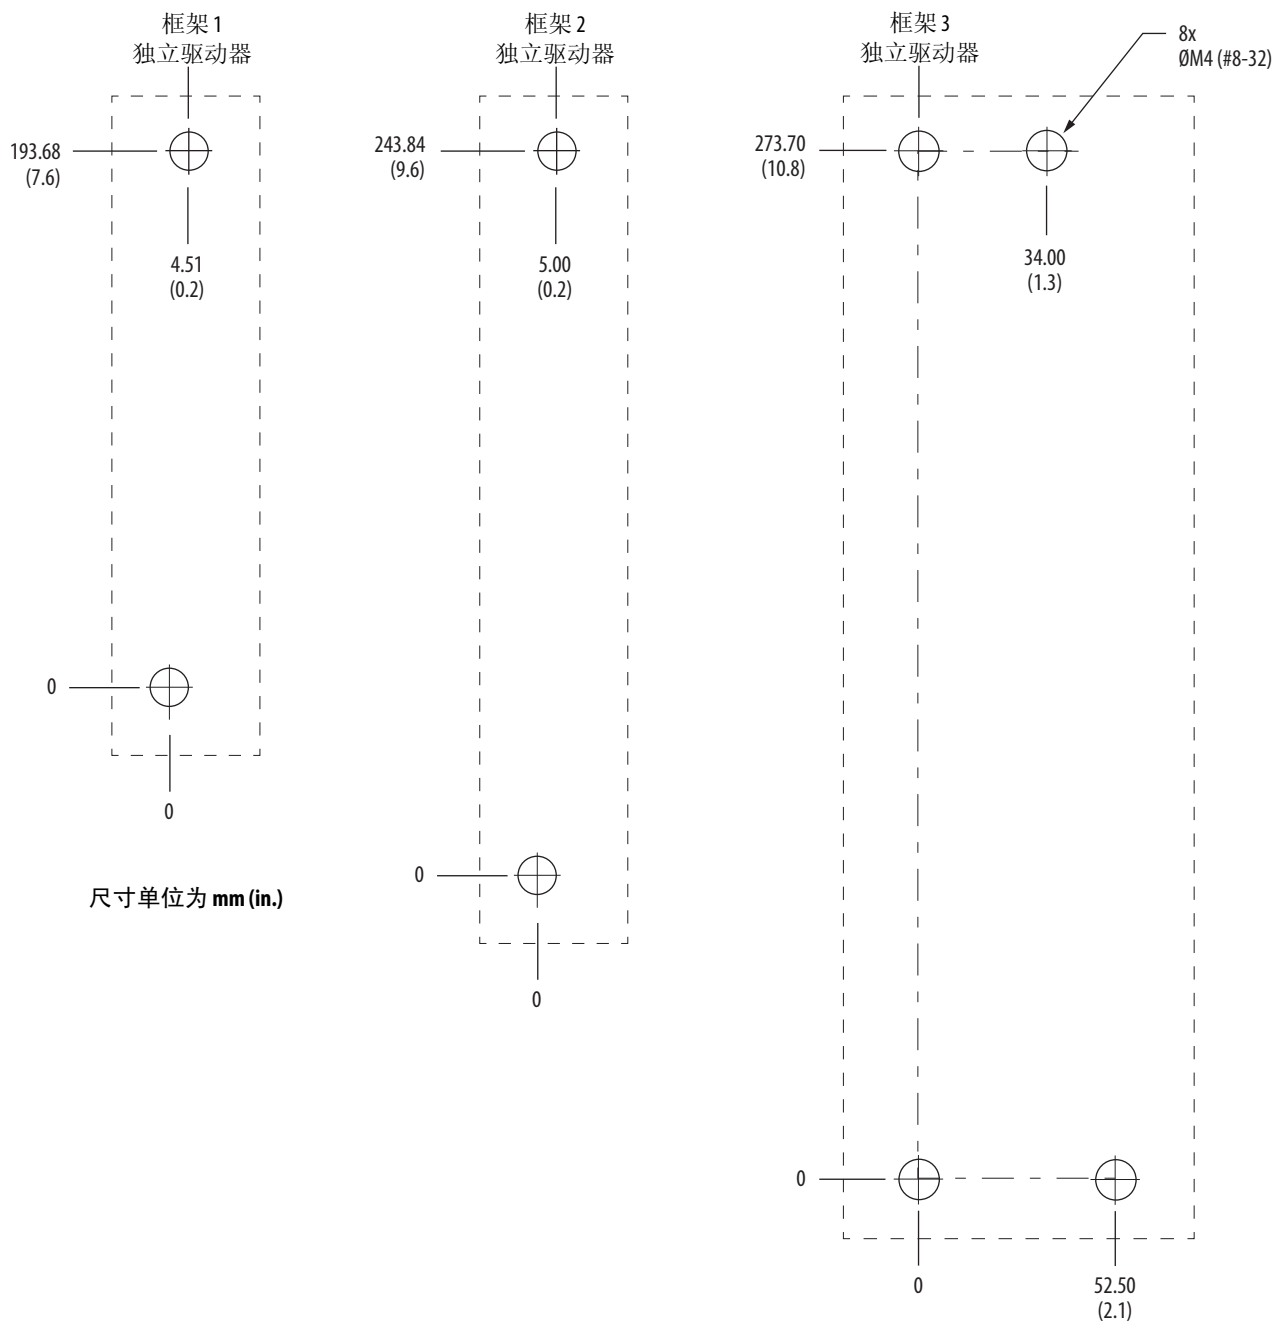 框架 1
独立驱动器
框架 2
独立驱动器
框架 3
独立驱动器
8x
ØM4 (#8-32)
193.68
(7.6)
243.84
(9.6)
273.70
(10.8)
4.51
(0.2)
5.00
(0.2)
34.00
(1.3)
0
0
尺寸单位为 mm (in.)
0
0
0
0
52.50
(2.1)